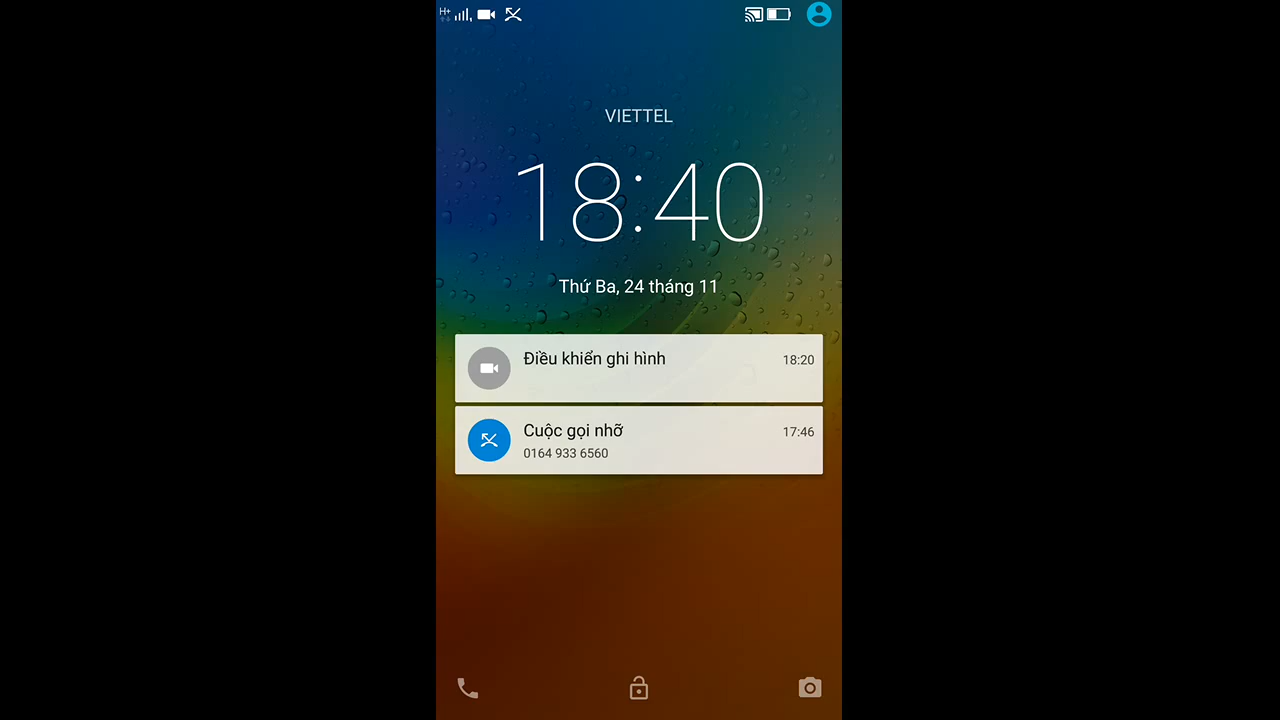 H+
VIETTEL
18:40
Thứ Ba, 24 tháng 11
Điều khiển ghi hình 18:20
Cuộc gọi nhỡ 17:46
0164 933 6560